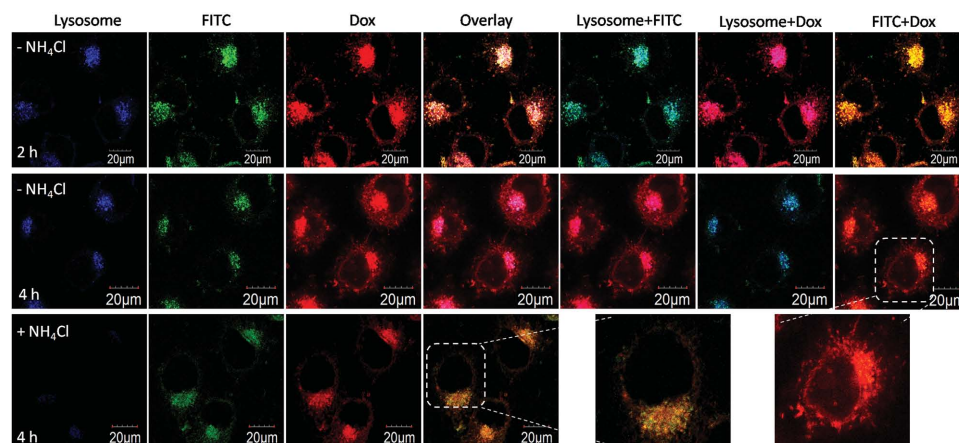 Lysosome FITC Dox Overlay Lysosome+FITC Lysosome+Dox FITC+Dox
- NH₄Cl
2 h 20μm 20μm 20μm 20μm 20μm 20μm 20μm
- NH₄Cl
4 h 20μm 20μm 20μm 20μm 20μm 20μm 20μm
+ NH₄Cl
4 h 20μm 20μm 20μm 20μm